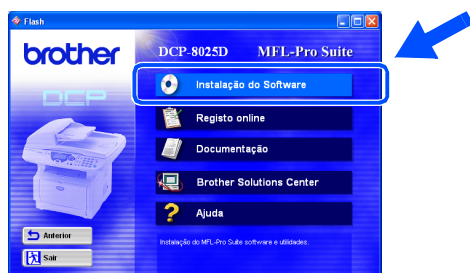 Flash
brother
DCP-8025D MFL-Pro Suite
DCP
Instalação do Software
Registo online
Documentação
Brother Solutions Center
Ajuda
Anterior
Sair
Instalação do MFL-Pro Suite software e utilidades.